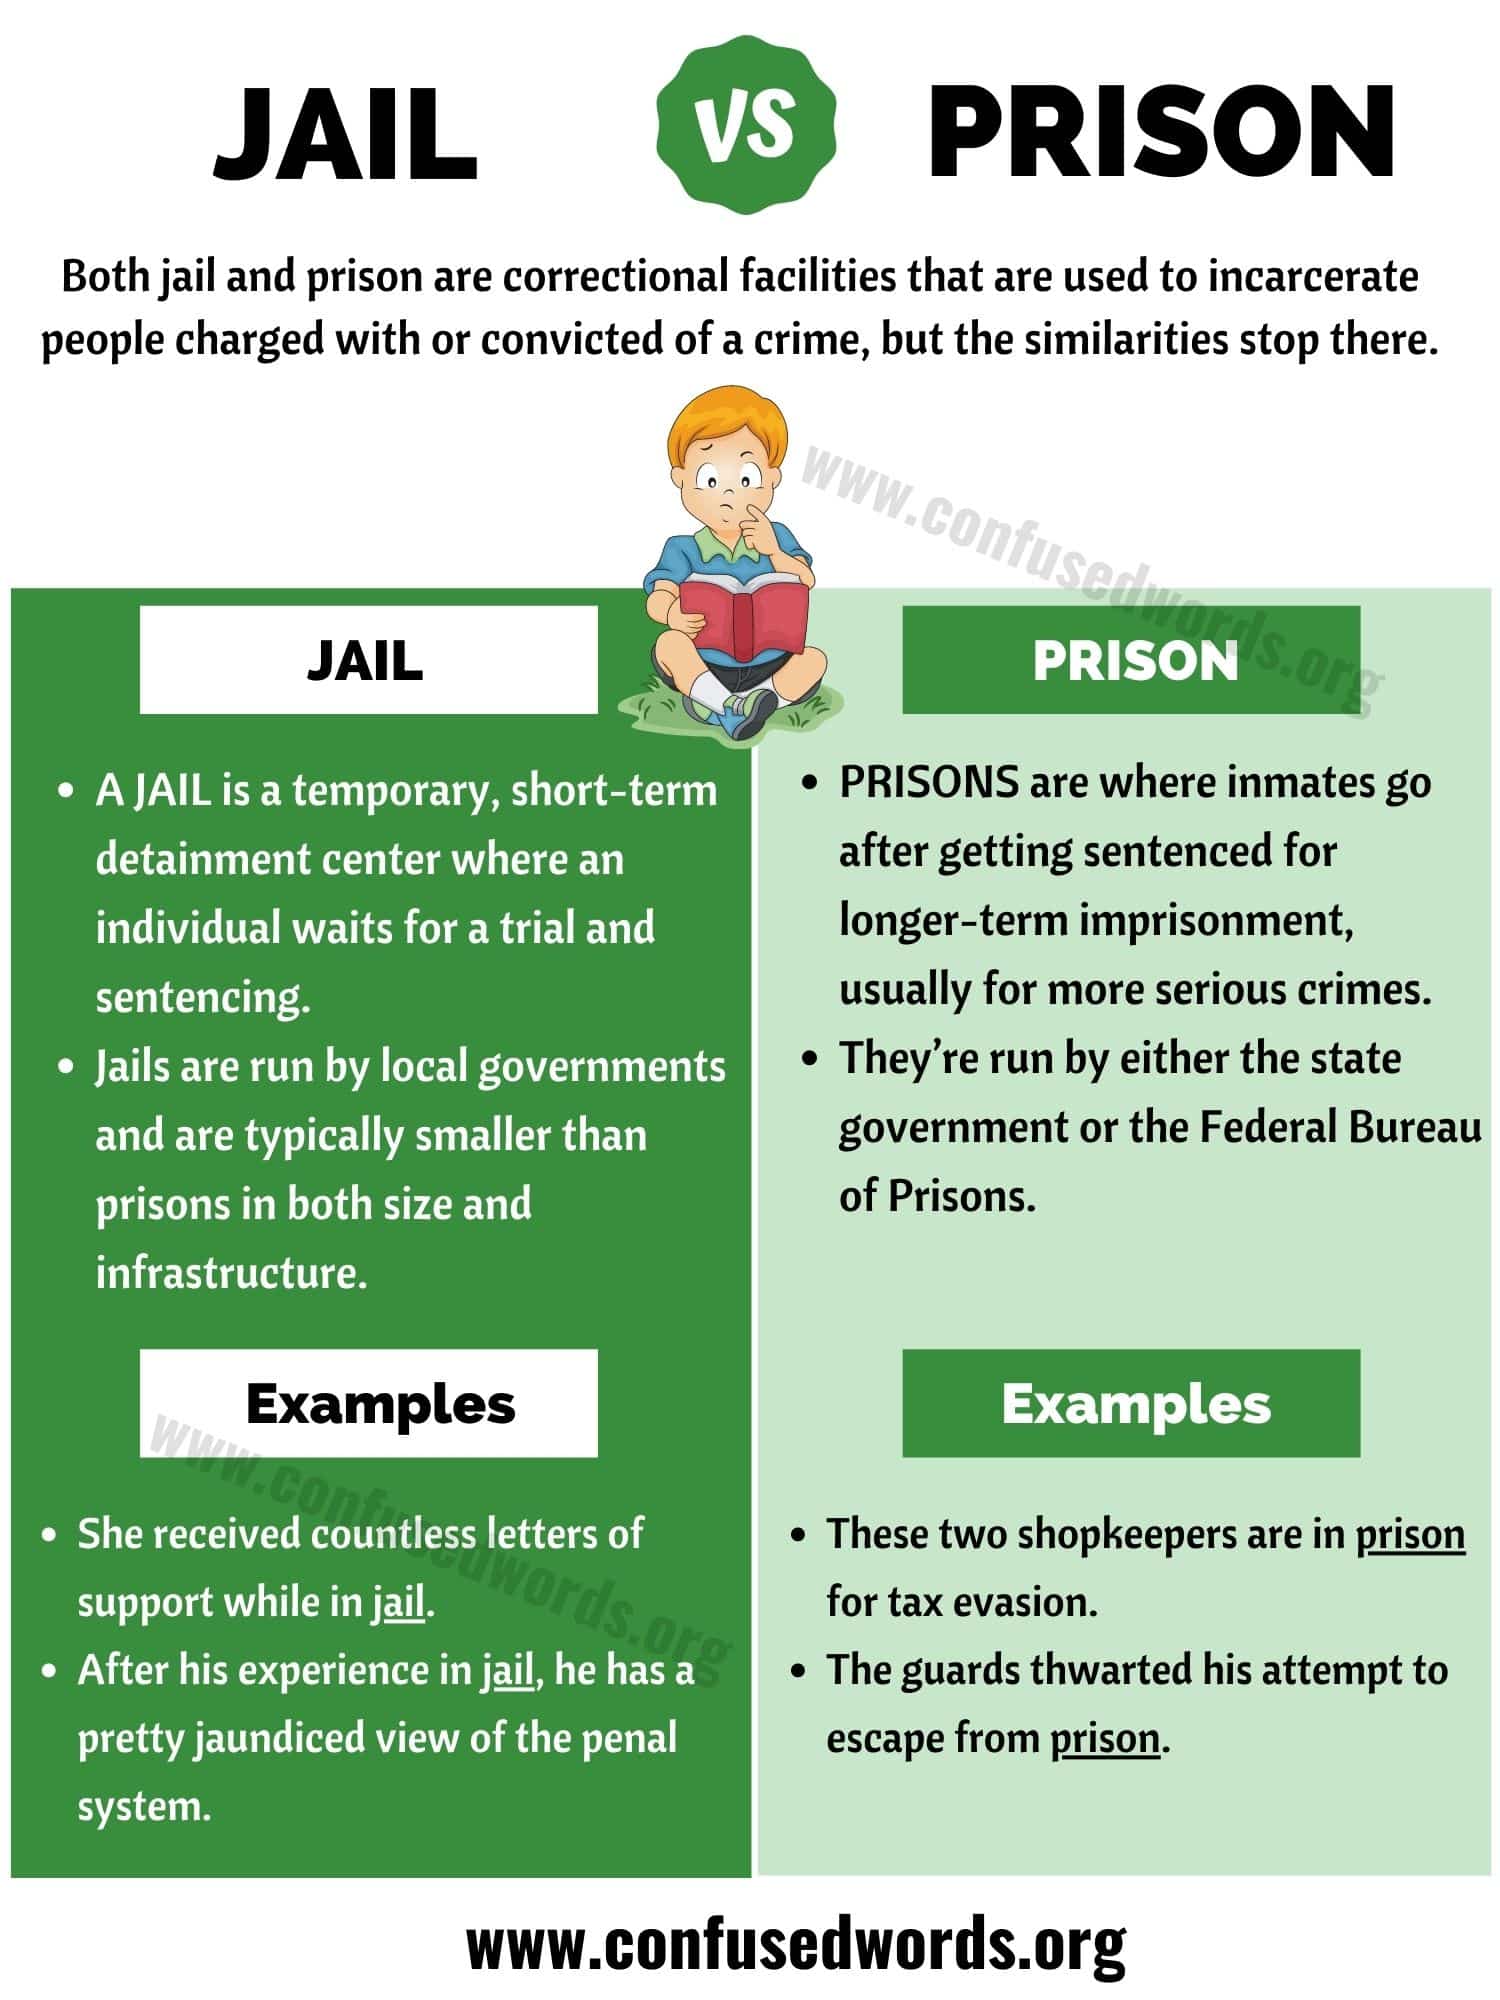 JAIL VS PRISON
Both jail and prison are correctional facilities that are used to incarcerate
people charged with or convicted of a crime, but the similarities stop there.
www.confusedwords.org
JAIL
• A JAIL is a temporary, short-term
detainment center where an
individual waits for a trial and
sentencing.
• Jails are run by local governments
and are typically smaller than
prisons in both size and
infrastructure.
Examples
www.confusedwords.org
• She received countless letters of
support while in jail.
• After his experience in jail, he has a
pretty jaundiced view of the penal
system.
PRISON
• PRISONS are where inmates go
after getting sentenced for
longer-term imprisonment,
usually for more serious crimes.
• They’re run by either the state
government or the Federal Bureau
of Prisons.
Examples
• These two shopkeepers are in prison
for tax evasion.
• The guards thwarted his attempt to
escape from prison.
www.confusedwords.org